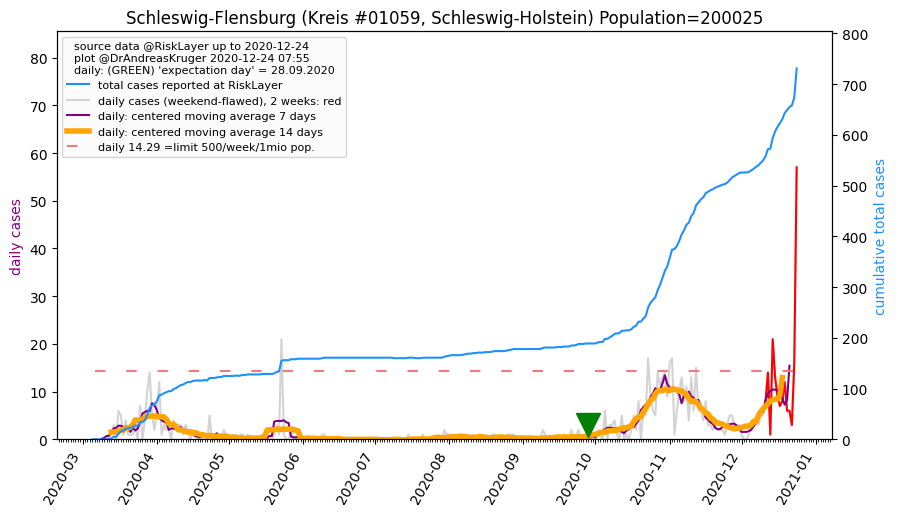 Schleswig-Flensburg (Kreis #01059, Schleswig-Holstein) Population=200025
source data @RiskLayer up to 2020-12-24
plot @DrAndreasKruger 2020-12-24 07:55
daily: (GREEN) 'expectation day' = 28.09.2020
total cases reported at RiskLayer
daily cases (weekend-flawed), 2 weeks: red
daily: centered moving average 7 days
daily: centered moving average 14 days
daily 14.29 =limit 500/week/1mio pop.
daily cases
80
70
60
50
40
30
20
10
0
cumulative total cases
800
700
600
500
400
300
200
100
0
2020-03
2020-04
2020-05
2020-06
2020-07
2020-08
2020-09
2020-10
2020-11
2020-12
2021-01